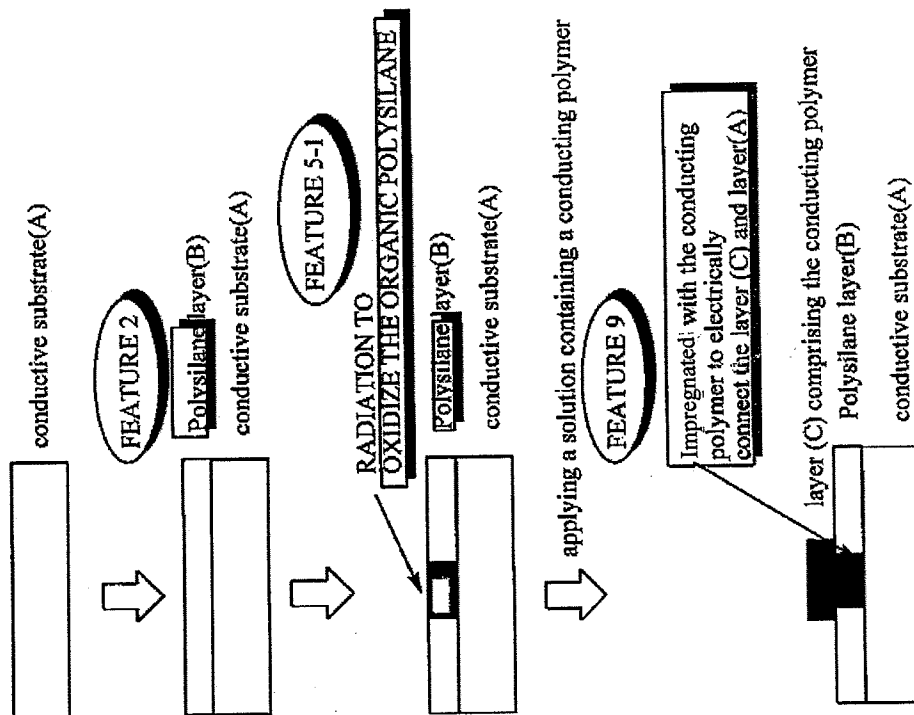 conductive substrate(A)
FEATURE 2
Polysilane layer(B)
conductive substrate(A)
FEATURE 5-1
RADIATION TO
OXIDIZE THE ORGANIC POLYSILANE
Polysilane layer(B)
conductive substrate(A)
applying a solution containing a conducting polymer
FEATURE 9
Impregnated with the conducting
polymer to electrically
connect the layer (C) and layer(A)
layer (C) comprising the conducting polymer
Polysilane layer(B)
conductive substrate(A)